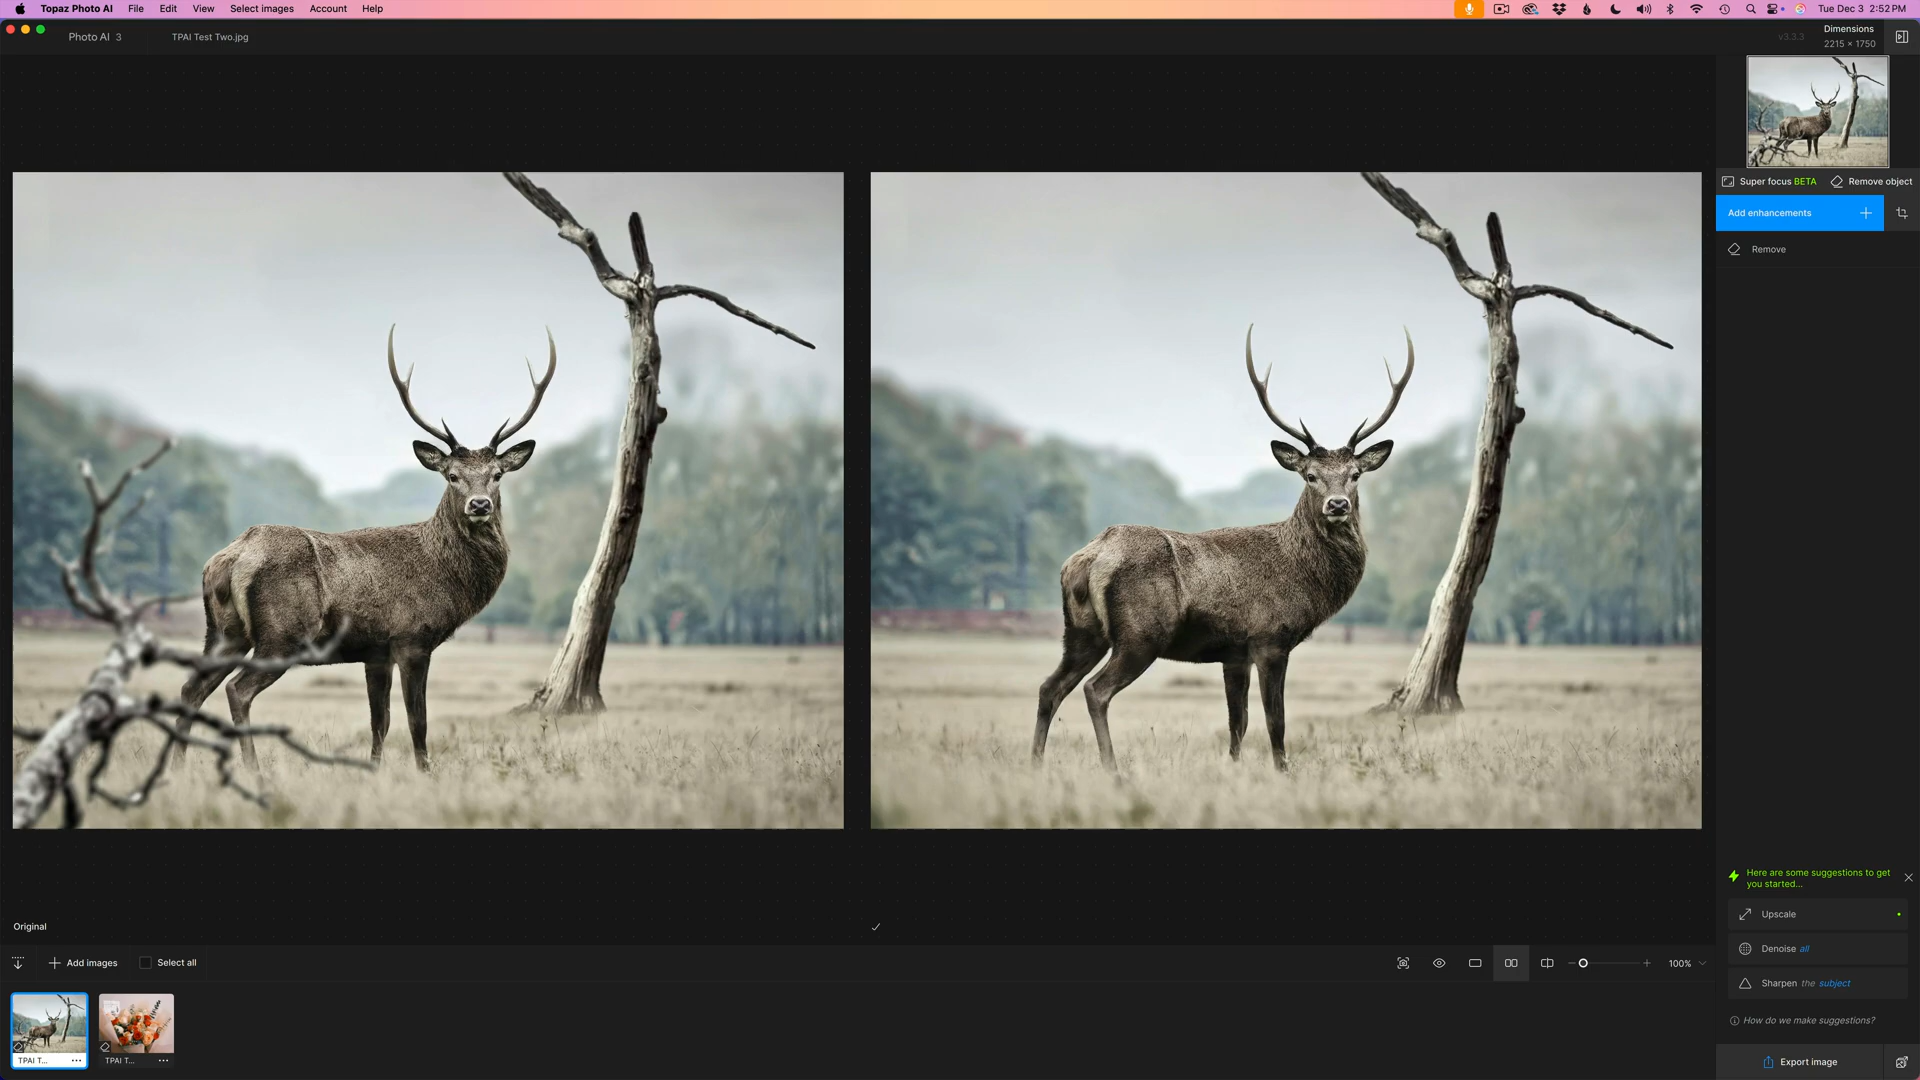 Topaz Photo AI File Edit View Select images Account Help Tue Dec 3 2:52 PM
Photo AI 3 TPAI Test Two.jpg v3.3.3 Dimensions
2215 × 1750
Super focus BETA Remove object
Add enhancements
Remove
Here are some suggestions to get
you started...
Upscale
Denoise all
Sharpen the subject
How do we make suggestions?
Original
Add images Select all 100%
TPAI T... TPAI T...
Export image